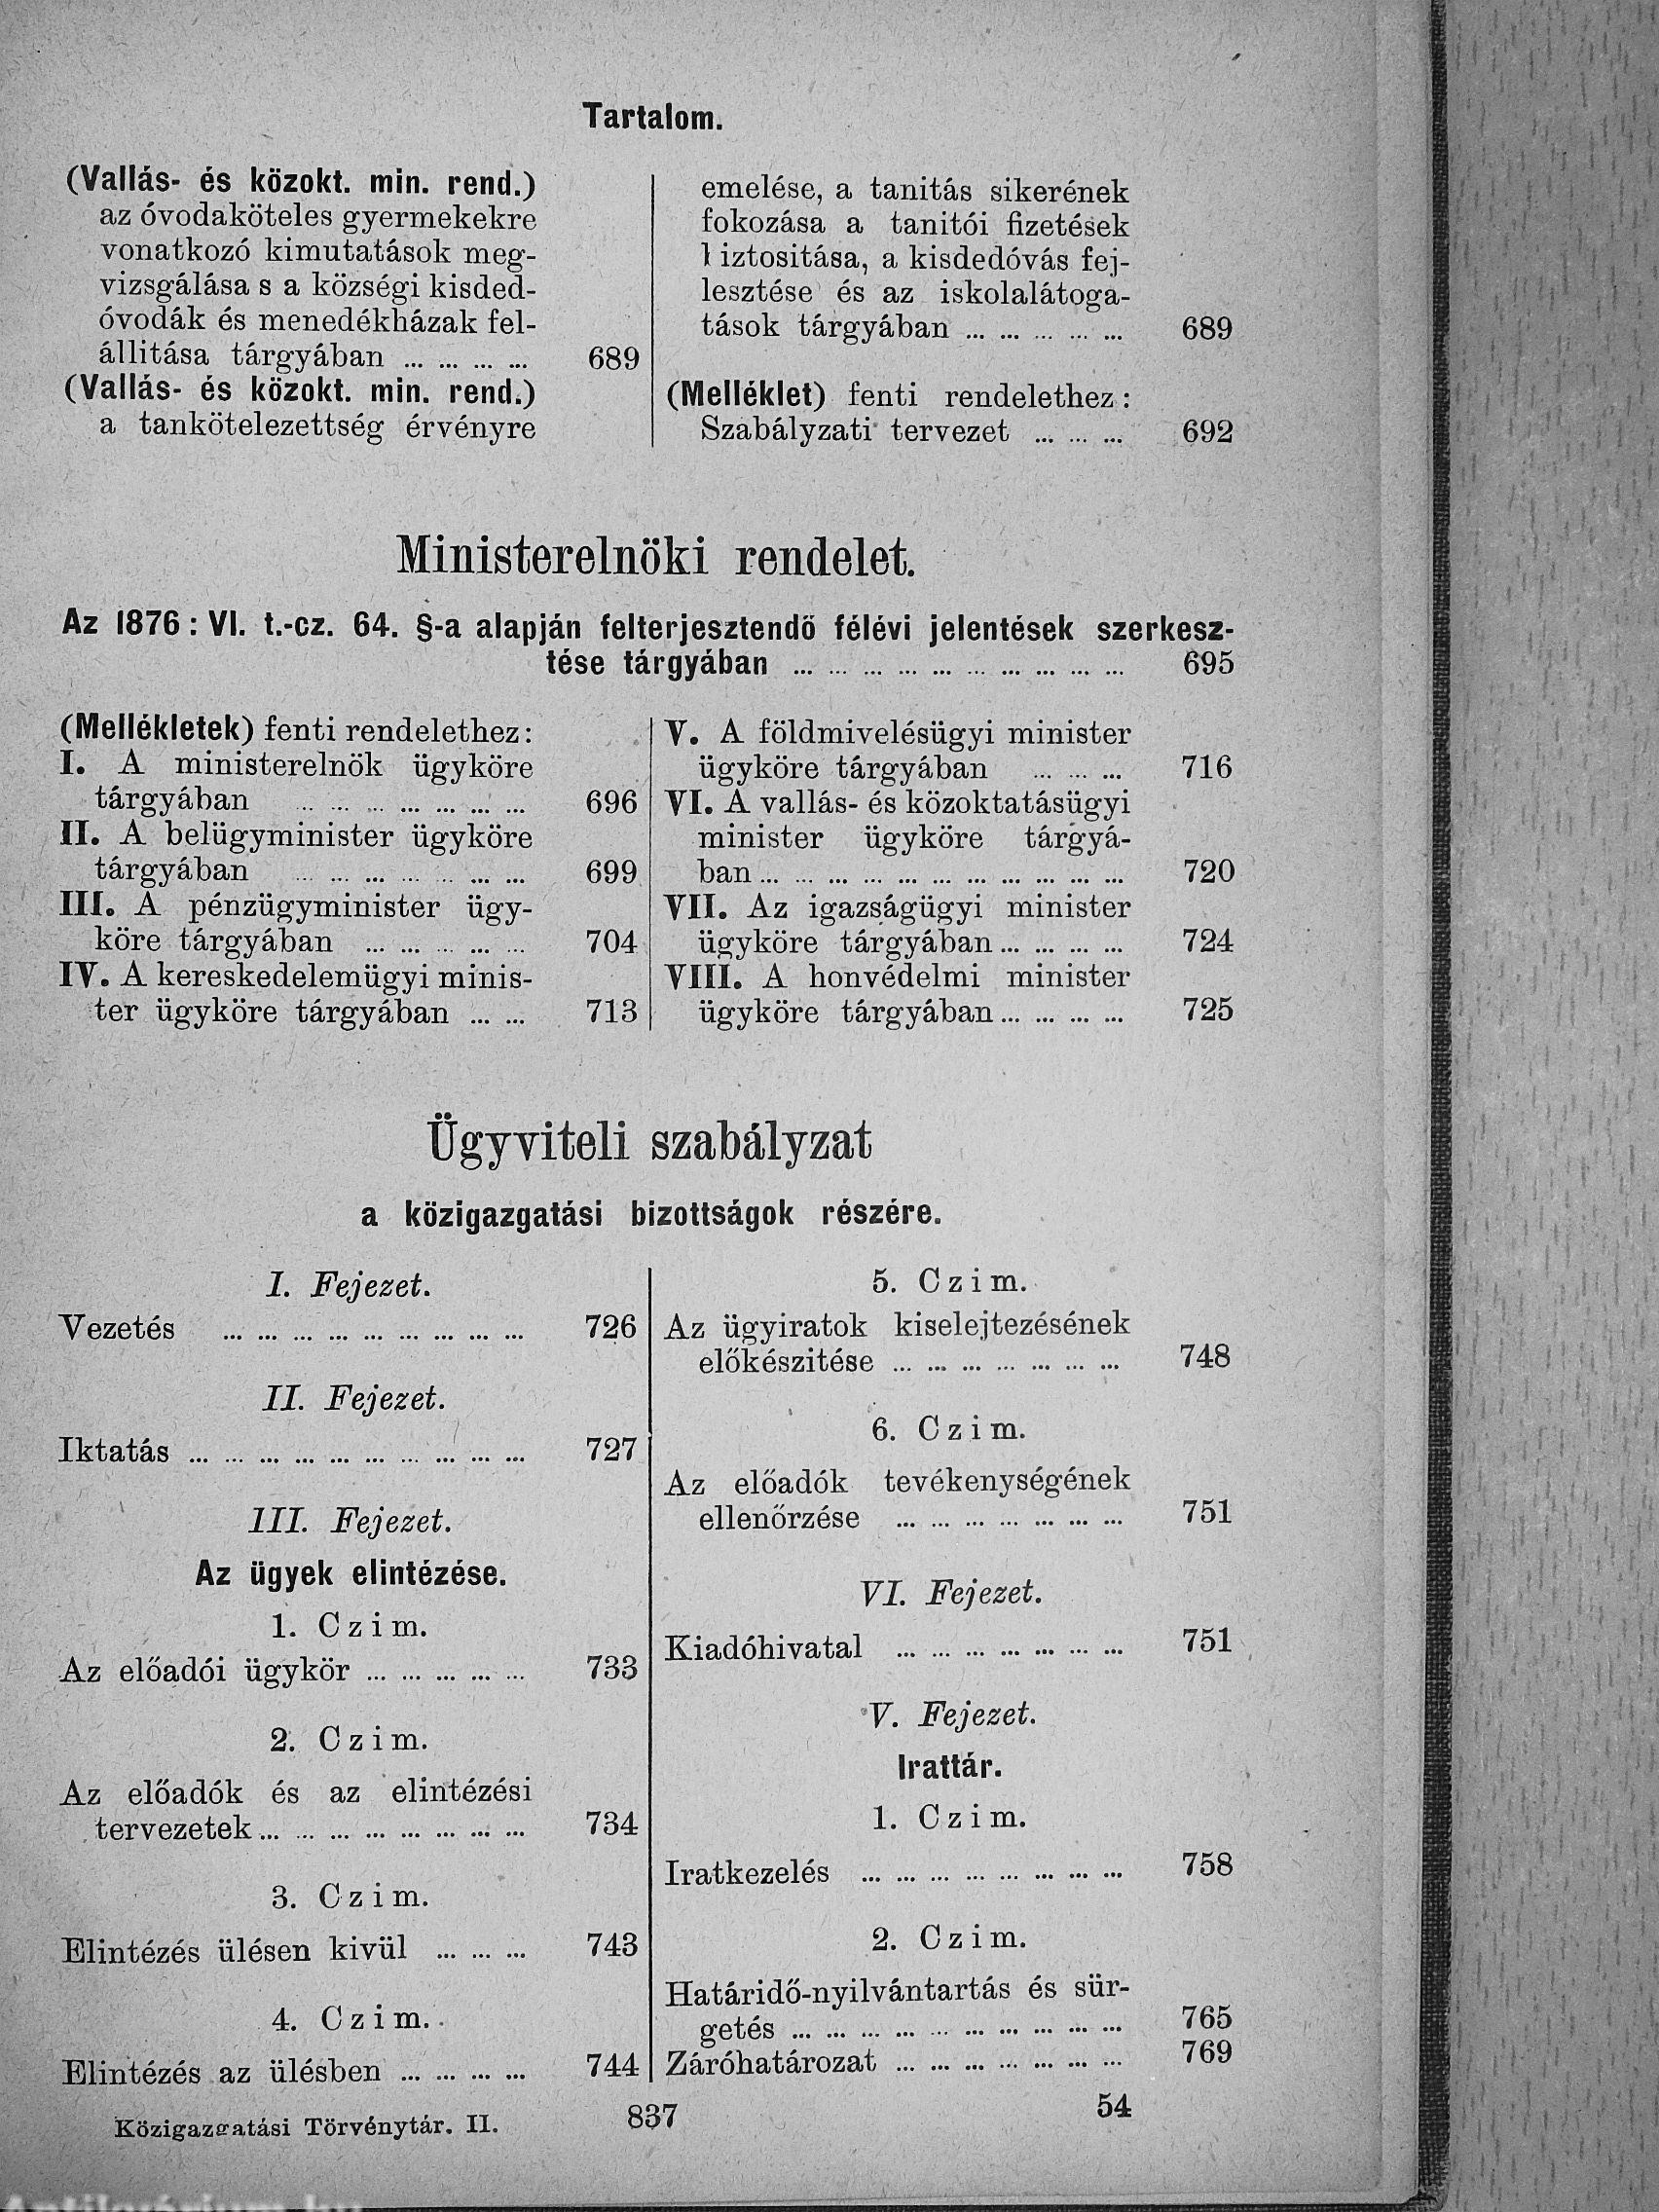 Tartalom.
(Vallás- és közokt. min. rend.)
az óvodaköteles gyermekekre
vonatkozó kimutatások meg-
vizsgálása s a községi kisded-
óvodák és menedékházak fel-
állitása tárgyában ... ... ... ... 689
(Vallás- és közokt. min. rend.)
a tankötelezettség érvényre
emelése, a tanitás sikerének
fokozása a tanitói fizetések
iztositása, a kisdedóvás fej-
lesztése és az iskolalátoga-
tások tárgyában ... ... ... ... ... 689
(Melléklet) fenti rendelethez:
Szabályzati tervezet ... ... ... 692
Ministerelnöki rendelet.
Az 1876: VI. t.-cz. 64. §-a alapján felterjesztendő félévi jelentések szerkesz-
tése tárgyában ... ... ... ... ... ... ... ... ... ... 695
(Mellékletek) fenti rendelethez:
I. A ministerelnök ügyköre
tárgyában ... ... ... ... ... ... ... 696
II. A belügyminister ügyköre
tárgyában ... ... ... ... ... ... ... 699
III. A pénzügyminister ügy-
köre tárgyában ... ... ... ... ... 704
IV. A kereskedelemügyi minis-
ter ügyköre tárgyában ... ... 713
V. A földmivelésügyi minister
ügyköre tárgyában ... ... ... 716
VI. A vallás- és közoktatásügyi
minister ügyköre tárgyá-
ban ... ... ... ... ... ... ... ... ... ... ... 720
VII. Az igazságügyi minister
ügyköre tárgyában ... ... ... ... 724
VIII. A honvédelmi minister
ügyköre tárgyában ... ... ... ... 725
Ügyviteli szabályzat
a közigazgatási bizottságok részére.
I. Fejezet.
Vezetés ... ... ... ... ... ... ... ... ... 726
II. Fejezet.
Iktatás ... ... ... ... ... ... ... ... ... ... 727
III. Fejezet.
Az ügyek elintézése.
1. Czim.
Az előadói ügykör ... ... ... ... ... 733
2. Czim.
Az előadók és az elintézési
tervezetek ... ... ... ... ... ... ... ... 734
3. Czim.
Elintézés ülésen kivül ... ... ... 743
4. Czim.
Elintézés az ülésben ... ... ... ... 744
5. Czim.
Az ügyiratok kiselejtezésének
előkészitése ... ... ... ... ... ... ... 748
6. Czim.
Az előadók tevékenységének
ellenőrzése ... ... ... ... ... ... ... 751
VI. Fejezet.
Kiadóhivatal ... ... ... ... ... ... ... 751
V. Fejezet.
Irattár.
1. Czim.
Iratkezelés ... ... ... ... ... ... ... ... 758
2. Czim.
Határidő-nyilvántartás és sür-
getés ... ... ... ... ... ... ... ... ... ... 765
Záróhatározat ... ... ... ... ... ... ... 769
Közigazgatási Törvénytár. II. 837 54